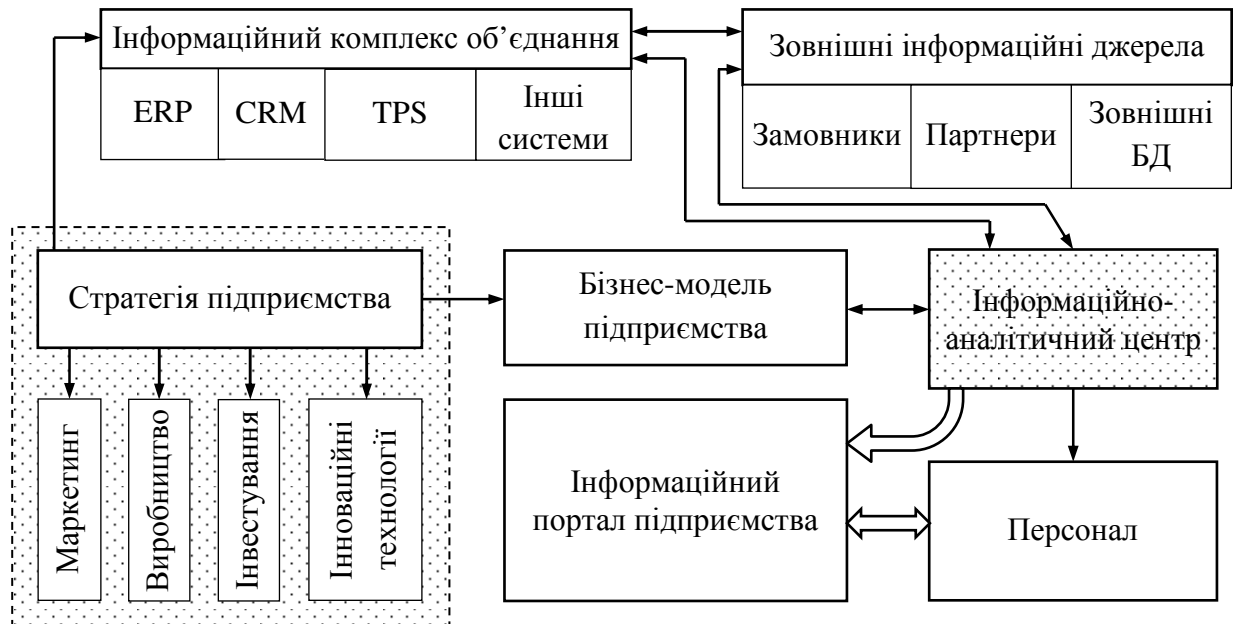 Інформаційний комплекс об’єднання
ERP
CRM
TPS
Інші
системи
Зовнішні інформаційні джерела
Замовники
Партнери
Зовнішні
БД
Стратегія підприємства
Бізнес-модель
підприємства
Інформаційно-
аналітичний центр
Маркетинг
Виробництво
Інвестування
Інноваційні
технології
Інформаційний
портал підприємства
Персонал